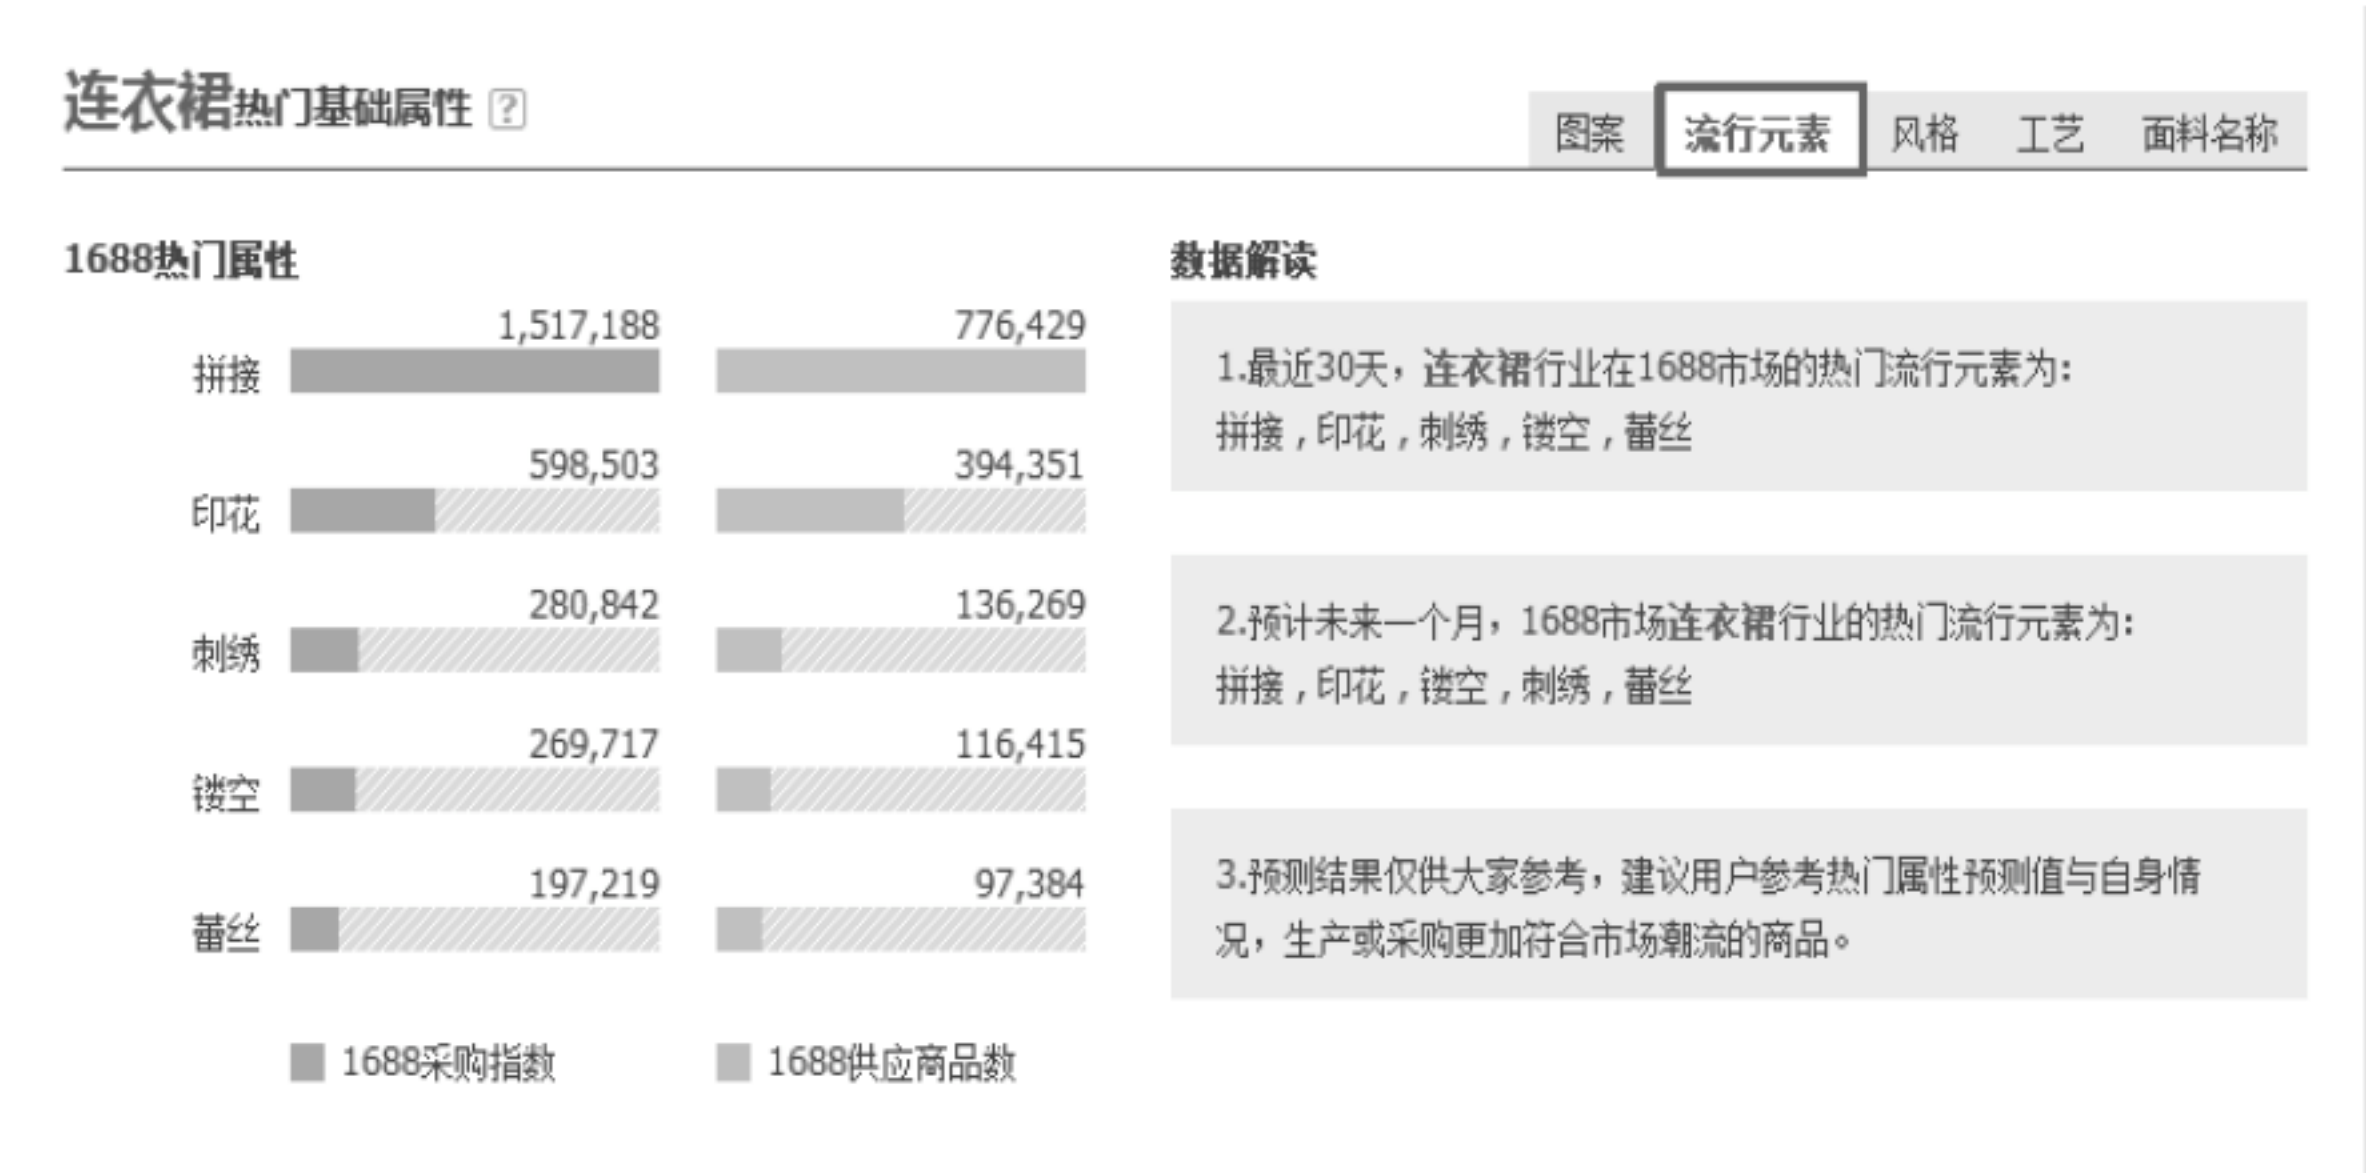 连衣裙热门基础属性 ?
图案 流行元素 风格 工艺 面料名称
1688热门属性
1,517,188 776,429
拼接
598,503 394,351
印花
280,842 136,269
刺绣
269,717 116,415
镂空
197,219 97,384
蕾丝
1688采购指数 1688供应商品数
数据解读
1.最近30天，连衣裙行业在1688市场的热门流行元素为：
拼接,印花,刺绣,镂空,蕾丝
2.预计未来一个月，1688市场连衣裙行业的热门流行元素为：
拼接,印花,镂空,刺绣,蕾丝
3.预测结果仅供大家参考，建议用户参考热门属性预测值与自身情
况，生产或采购更加符合市场潮流的商品。